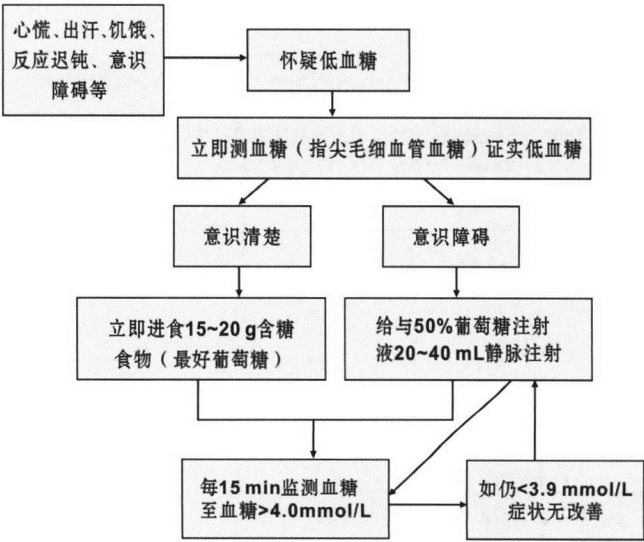 心慌、出汗、饥饿、
反应迟钝、意识
障碍等
怀疑低血糖
立即测血糖（指尖毛细血管血糖）证实低血糖
意识清楚
意识障碍
立即进食15~20 g含糖
食物（最好葡萄糖）
给与50%葡萄糖注射
液20~40 mL静脉注射
每15 min监测血糖
至血糖>4.0mmol/L
如仍<3.9 mmol/L
症状无改善